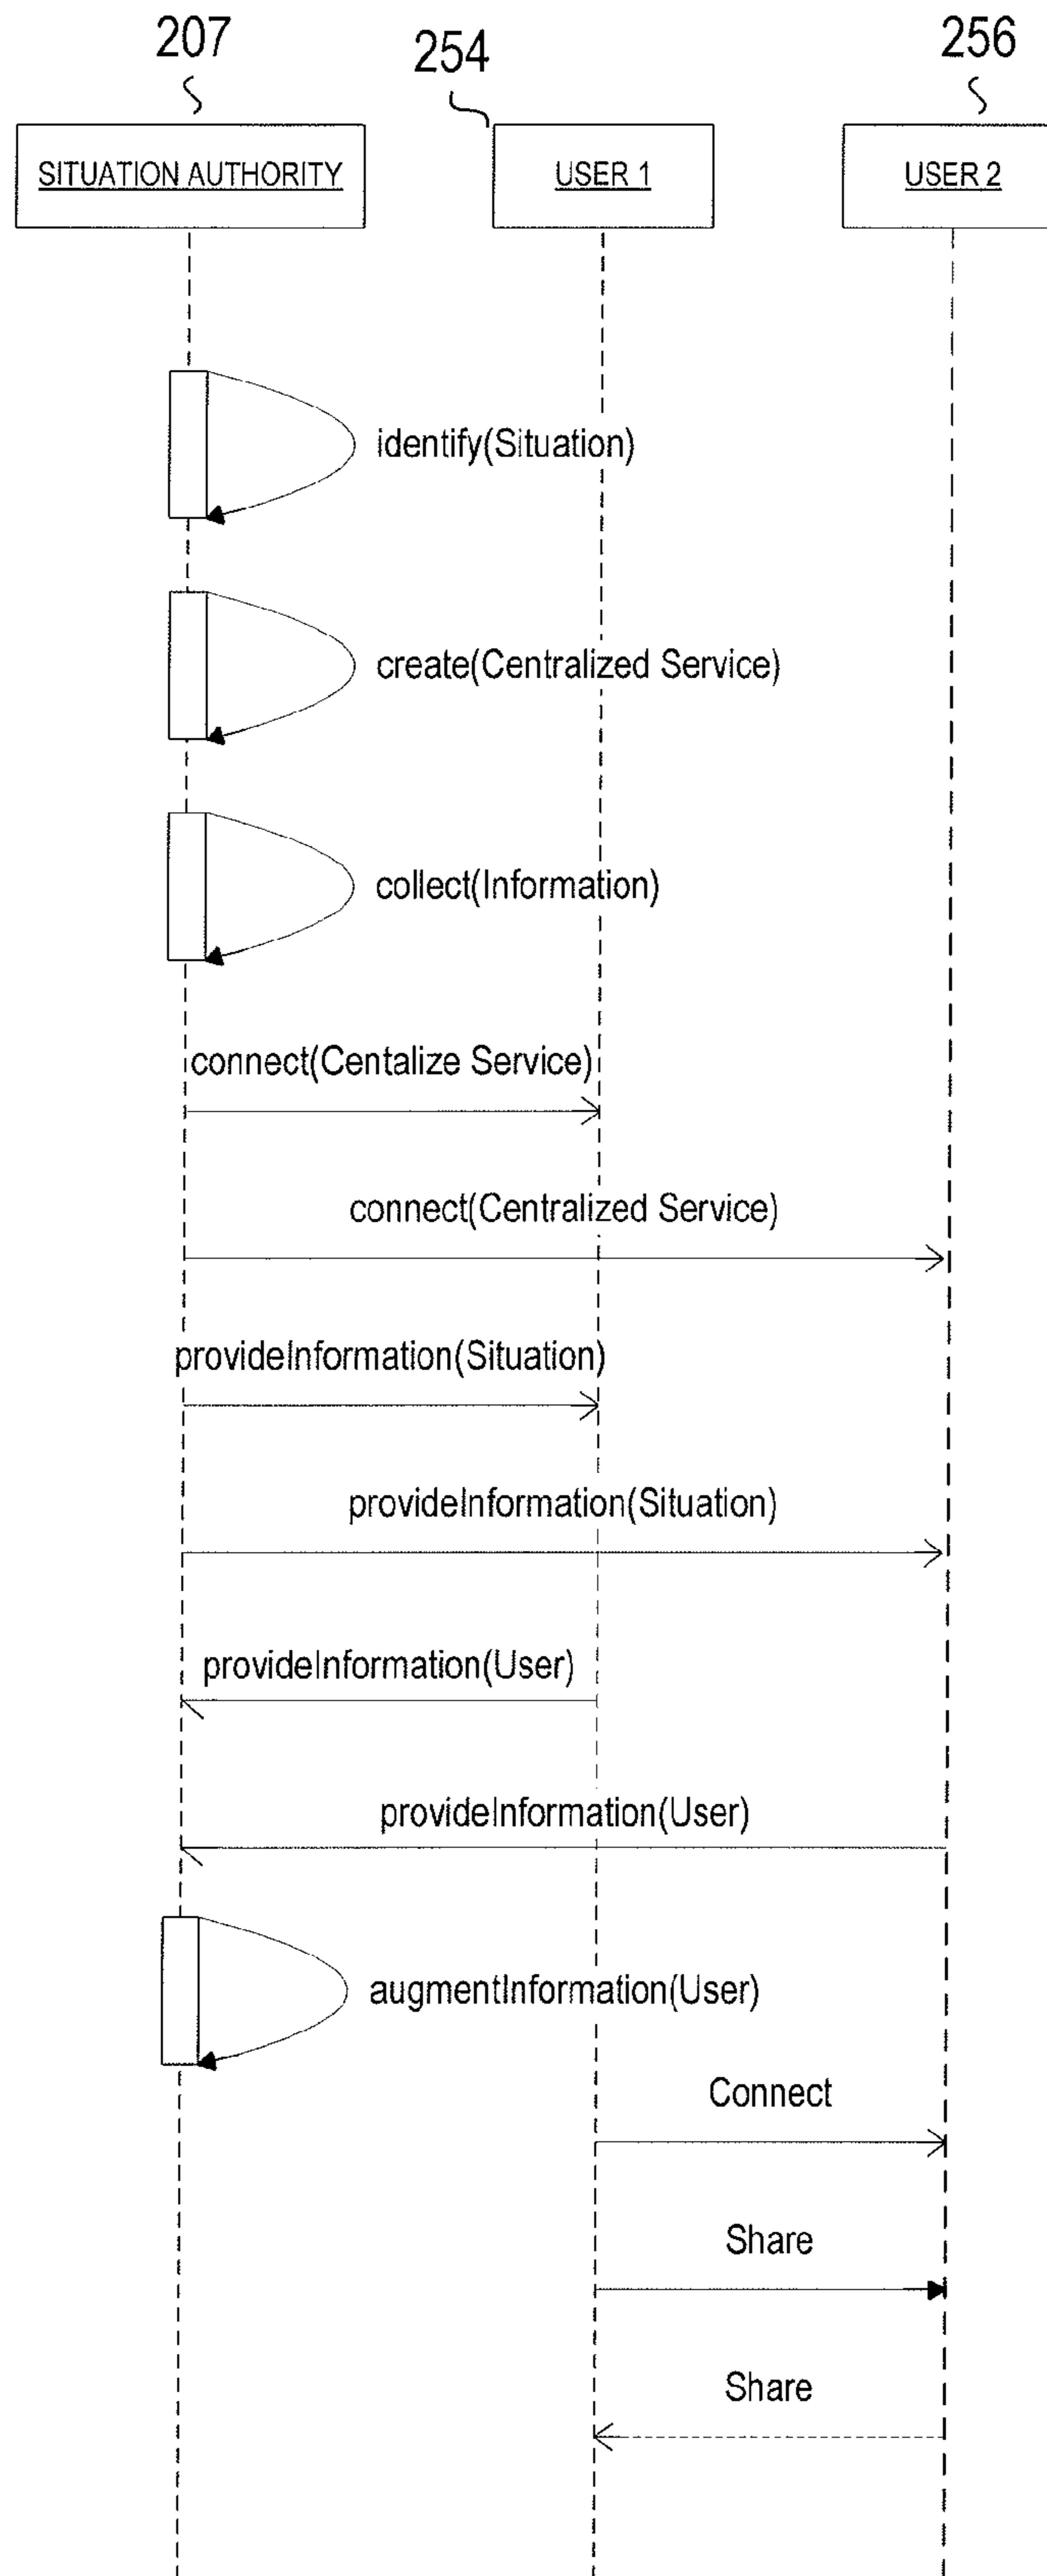 207
254
256
SITUATION AUTHORITY
USER 1
USER 2
identify(Situation)
create(Centralized Service)
collect(Information)
connect(Centalize Service)
connect(Centralized Service)
provideInformation(Situation)
provideInformation(Situation)
provideInformation(User)
provideInformation(User)
augmentInformation(User)
Connect
Share
Share